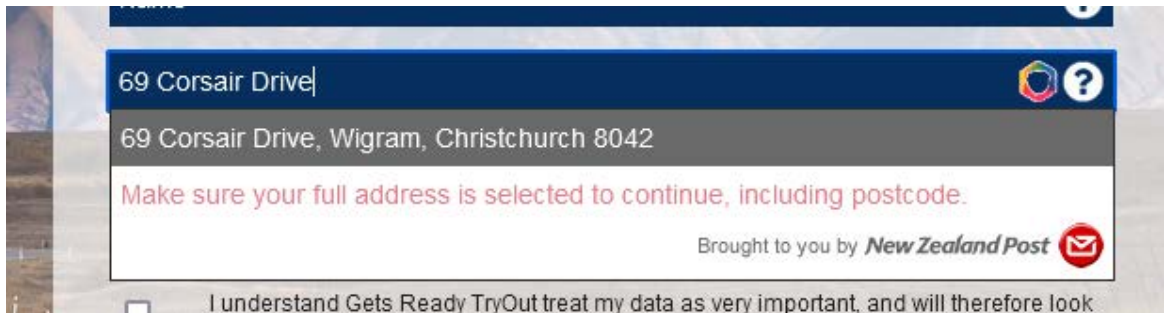 69 Corsair Drive
69 Corsair Drive, Wigram, Christchurch 8042
Make sure your full address is selected to continue, including postcode.
Brought to you by New Zealand Post
I understand Gets Ready TryOut treat my data as very important, and will therefore look